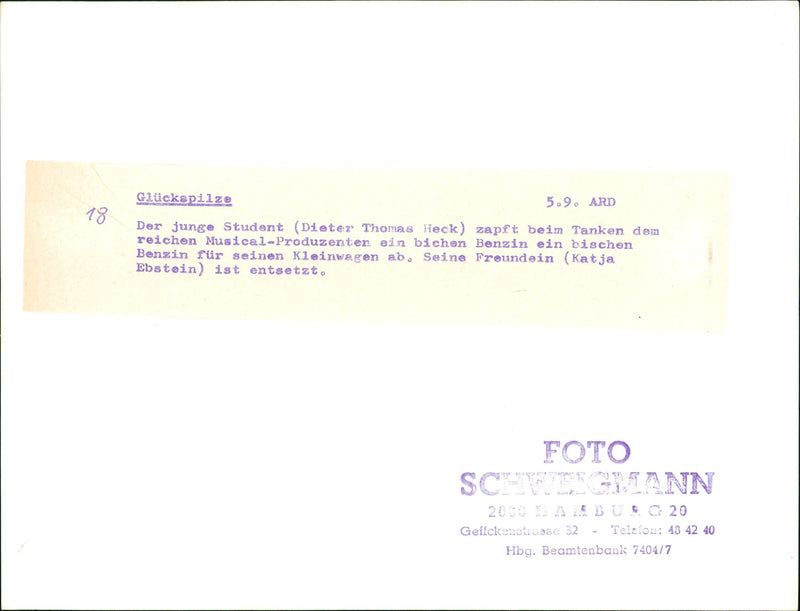 Glückspilze 5.9. ARD
18
Der junge Student (Dieter Thomas Heck) zapft beim Tanken dem
reichen Musical-Produzenten ein bichen Benzin ein bischen
Benzin für seinen Kleinwagen ab. Seine Freundein (Katja
Ebstein) ist entsetzt.
FOTO
SCHWEIGMANN
2000 HAMBURG 20
Geffckenstrasse 32 - Telefon: 48 42 40
Hbg. Beamtenbank 7404/7